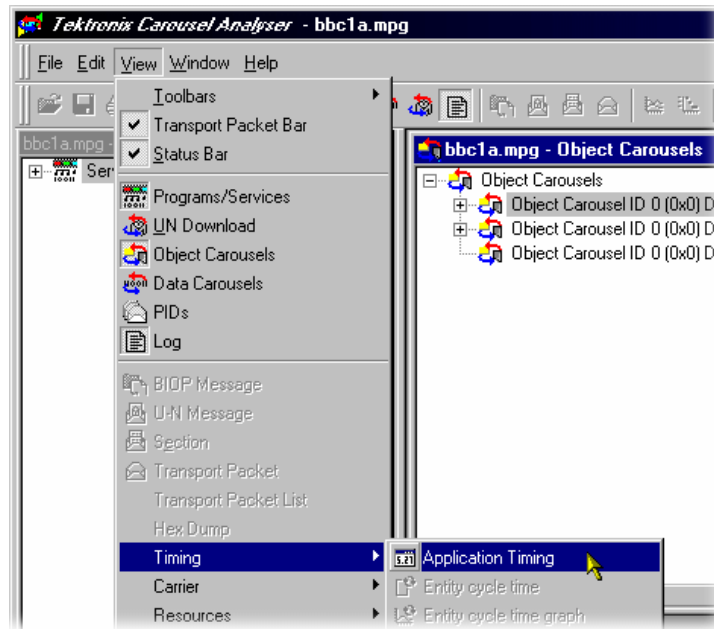 Tektronix Carousel Analyser - bbc1a.mpg
File Edit View Window Help
bbc1a.mpg -
Ser
Toolbars
Transport Packet Bar
Status Bar
Programs/Services
UN Download
Object Carousels
Data Carousels
PIDs
Log
BIOP Message
U-N Message
Section
Transport Packet
Transport Packet List
Hex Dump
Timing
Carrier
Resources
Application Timing
Entity cycle time
Entity cycle time graph
bbc1a.mpg - Object Carousels
Object Carousels
Object Carousel ID 0 (0x0) D
Object Carousel ID 0 (0x0) D
Object Carousel ID 0 (0x0) D